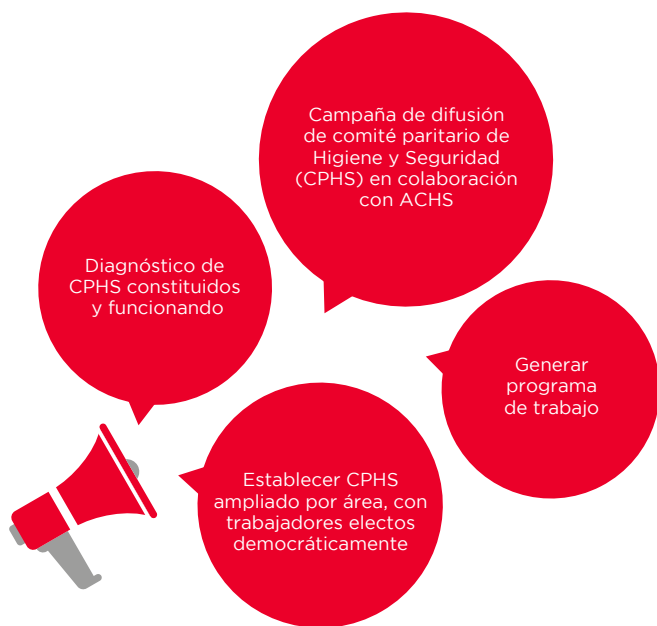 Campaña de difusión
de comité paritario de
Higiene y Seguridad
(CPHS) en colaboración
con ACHS
Diagnóstico de
CPHS constituidos
y funcionando
Generar
programa
de trabajo
Establecer CPHS
ampliado por área, con
trabajadores electos
democráticamente